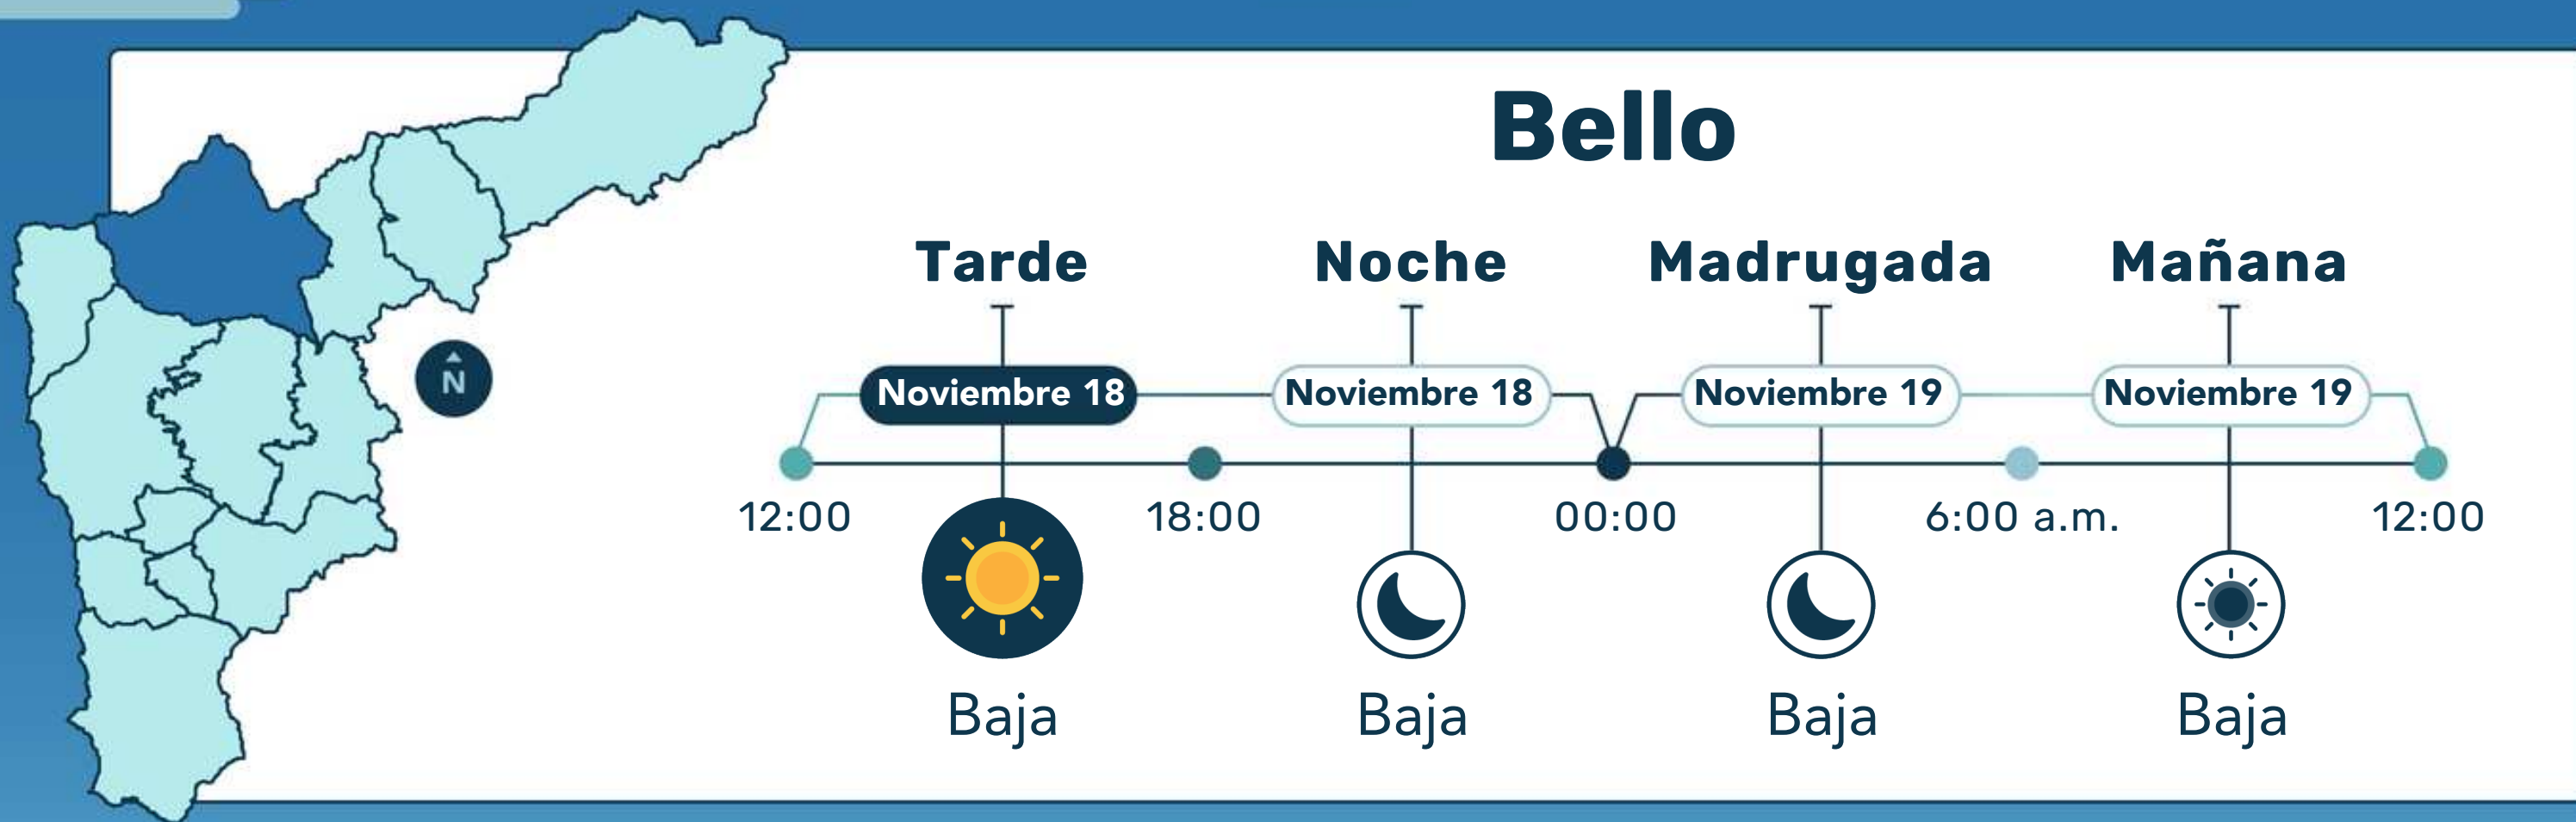 Bello
Tarde Noche Madrugada Mañana
Noviembre 18 Noviembre 18 Noviembre 19 Noviembre 19
N
12:00 18:00 00:00 6:00 a.m. 12:00
Baja Baja Baja Baja